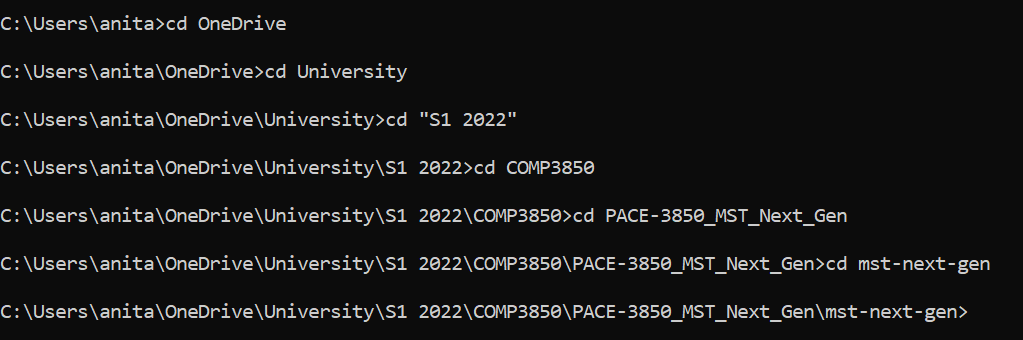 C:\Users\anita>cd OneDrive
C:\Users\anita\OneDrive>cd University
C:\Users\anita\OneDrive\University>cd "S1 2022"
C:\Users\anita\OneDrive\University\S1 2022>cd COMP3850
C:\Users\anita\OneDrive\University\S1 2022\COMP3850>cd PACE-3850_MST_Next_Gen
C:\Users\anita\OneDrive\University\S1 2022\COMP3850\PACE-3850_MST_Next_Gen>cd mst-next-gen
C:\Users\anita\OneDrive\University\S1 2022\COMP3850\PACE-3850_MST_Next_Gen\mst-next-gen>